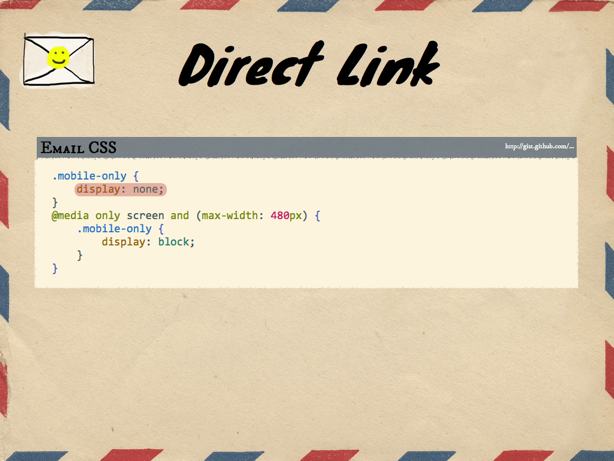 Direct Link
Email CSS
http://gist.github.com/...
.mobile-only {
    display: none;
}
@media only screen and (max-width: 480px) {
    .mobile-only {
        display: block;
    }
}